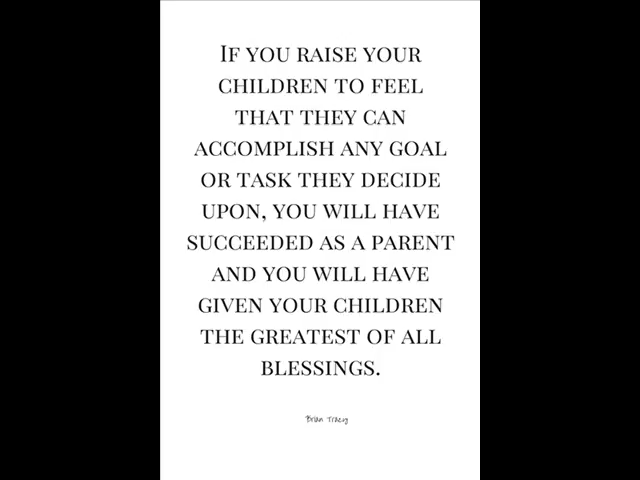 If you raise your
children to feel
that they can
accomplish any goal
or task they decide
upon, you will have
succeeded as a parent
and you will have
given your children
the greatest of all
blessings.
Brian Tracy